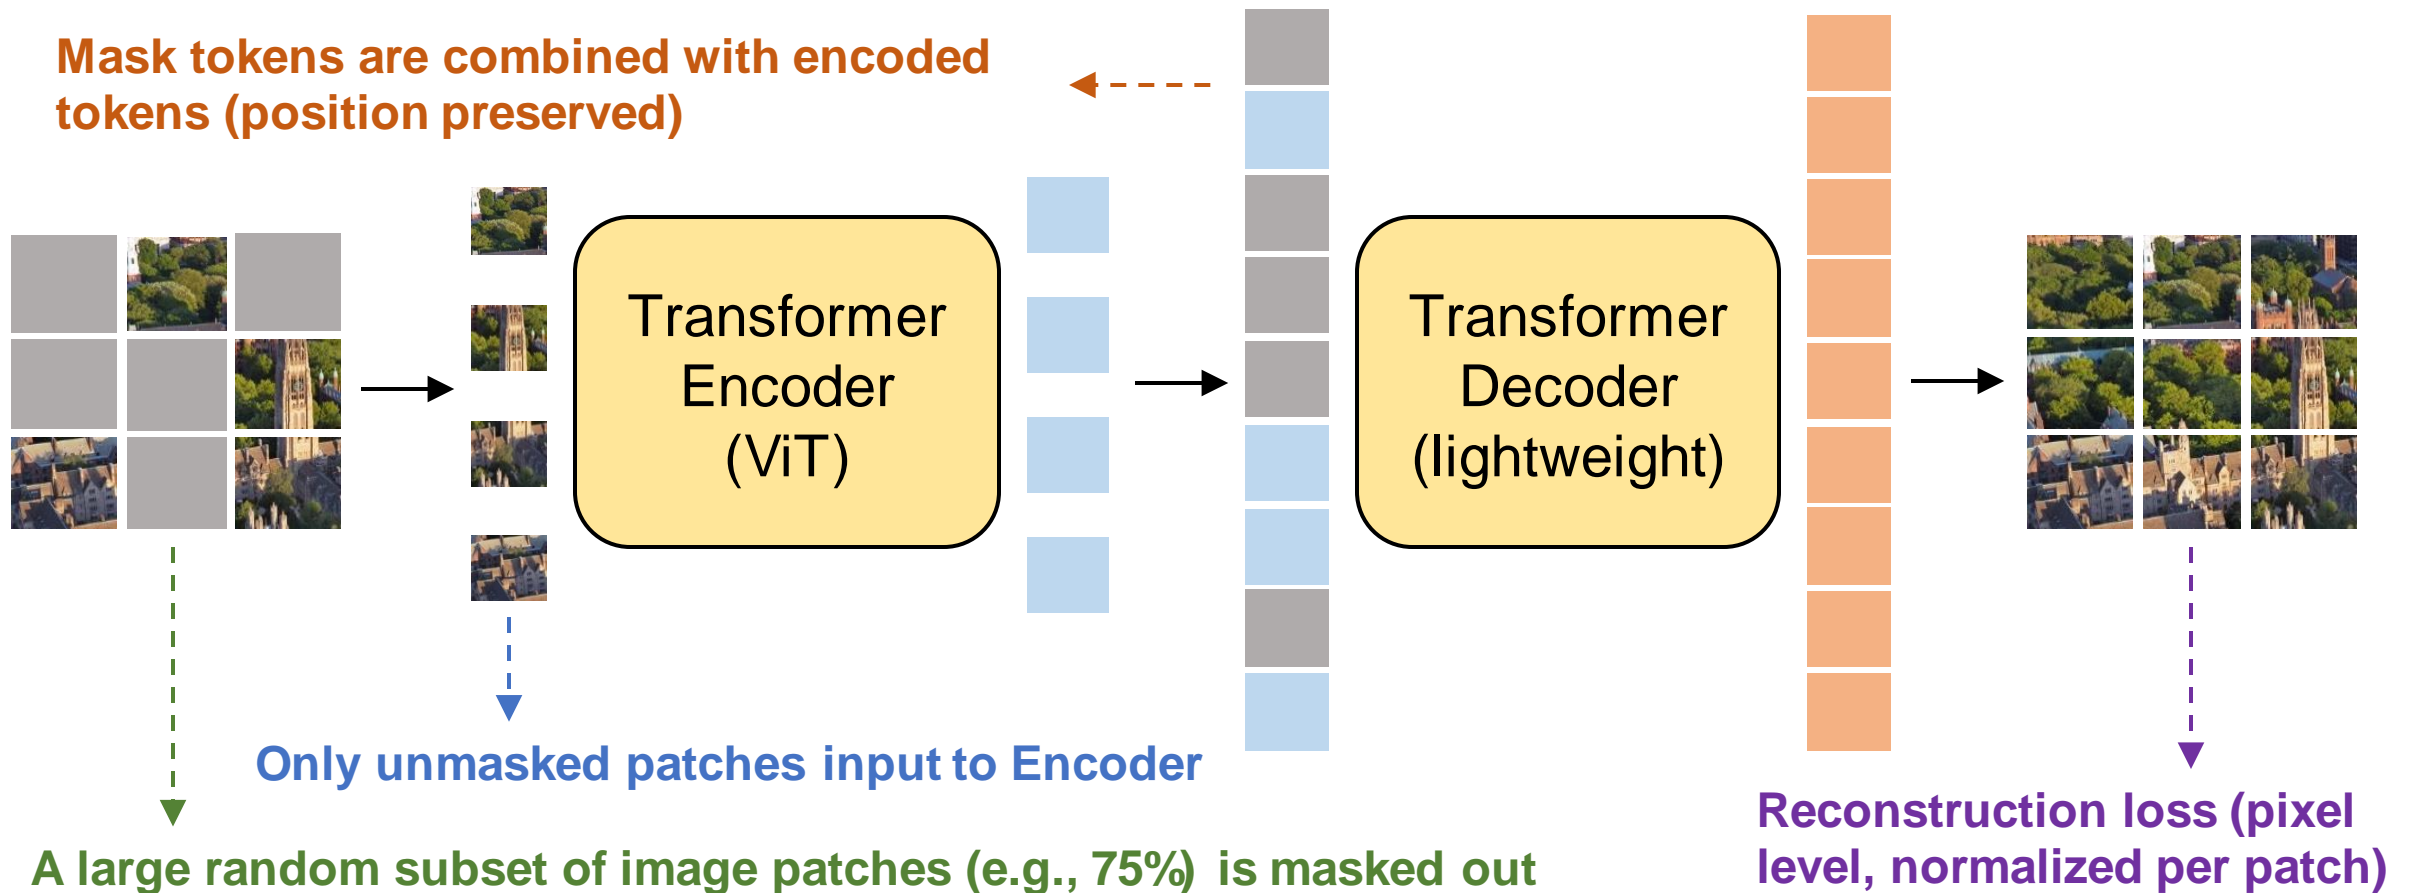 Mask tokens are combined with encoded
tokens (position preserved)
Transformer
Encoder
(ViT)
Transformer
Decoder
(lightweight)
Only unmasked patches input to Encoder
A large random subset of image patches (e.g., 75%) is masked out
Reconstruction loss (pixel
level, normalized per patch)